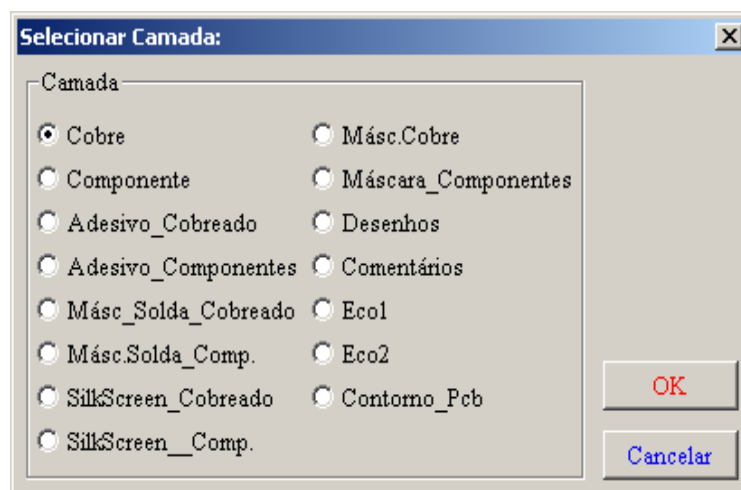 Selecionar Camada:
Camada
Cobre
Componente
Adesivo_Cobreado
Adesivo_Componentes
Másc_Solda_Cobreado
Másc.Solda_Comp.
SilkScreen_Cobreado
SilkScreen__Comp.
Másc.Cobre
Máscara_Componentes
Desenhos
Comentários
Eco1
Eco2
Contorno_Pcb
OK
Cancelar